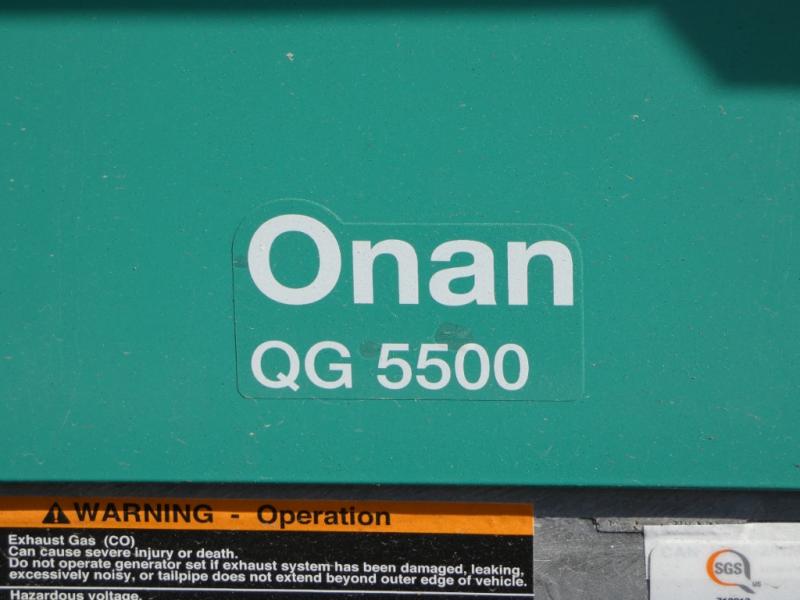 Onan
QG 5500
WARNING - Operation
Exhaust Gas (CO)
Can cause severe injury or death.
Do not operate generator set if exhaust system has been damaged, leaking,
excessively noisy, or tailpipe does not extend beyond outer edge of vehicle.
Hazardous voltage.
SGS
US